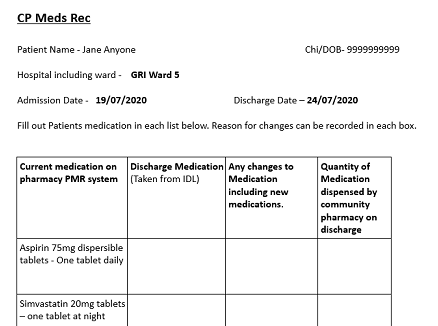 CP Meds Rec
Patient Name - Jane Anyone Chi/DOB- 9999999999
Hospital including ward - GRI Ward 5
Admission Date - 19/07/2020 Discharge Date – 24/07/2020
Fill out Patients medication in each list below. Reason for changes can be recorded in each box.
Current medication on
pharmacy PMR system
Discharge Medication
(Taken from IDL)
Any changes to
Medication
including new
medications.
Quantity of
Medication
dispensed by
community
pharmacy on
discharge
Aspirin 75mg dispersible
tablets - One tablet daily
Simvastatin 20mg tablets
– one tablet at night